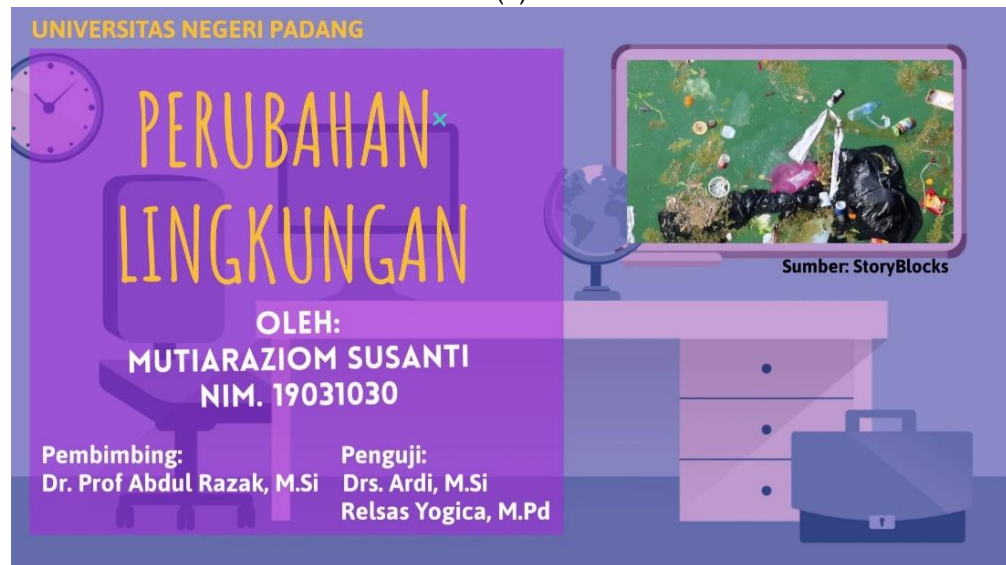 UNIVERSITAS NEGERI PADANG
PERUBAHAN
LINGKUNGAN
OLEH:
MUTIARAZIOM SUSANTI
NIM. 19031030
Pembimbing:
Dr. Prof Abdul Razak, M.Si
Penguji:
Drs. Ardi, M.Si
Relsas Yogica, M.Pd
Sumber: StoryBlocks